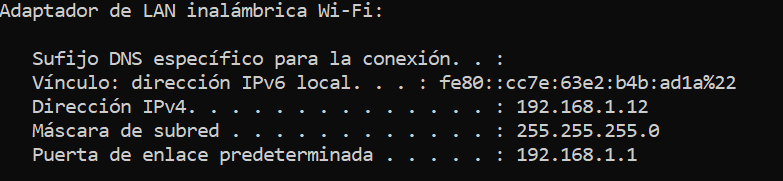 Adaptador de LAN inalámbrica Wi-Fi:
Sufijo DNS específico para la conexión. . :
Vínculo: dirección IPv6 local. . . : fe80::cc7e:63e2:b4b:ad1a%22
Dirección IPv4. . . . . . . . . . . . . . : 192.168.1.12
Máscara de subred . . . . . . . . . . . . : 255.255.255.0
Puerta de enlace predeterminada . . . . . : 192.168.1.1